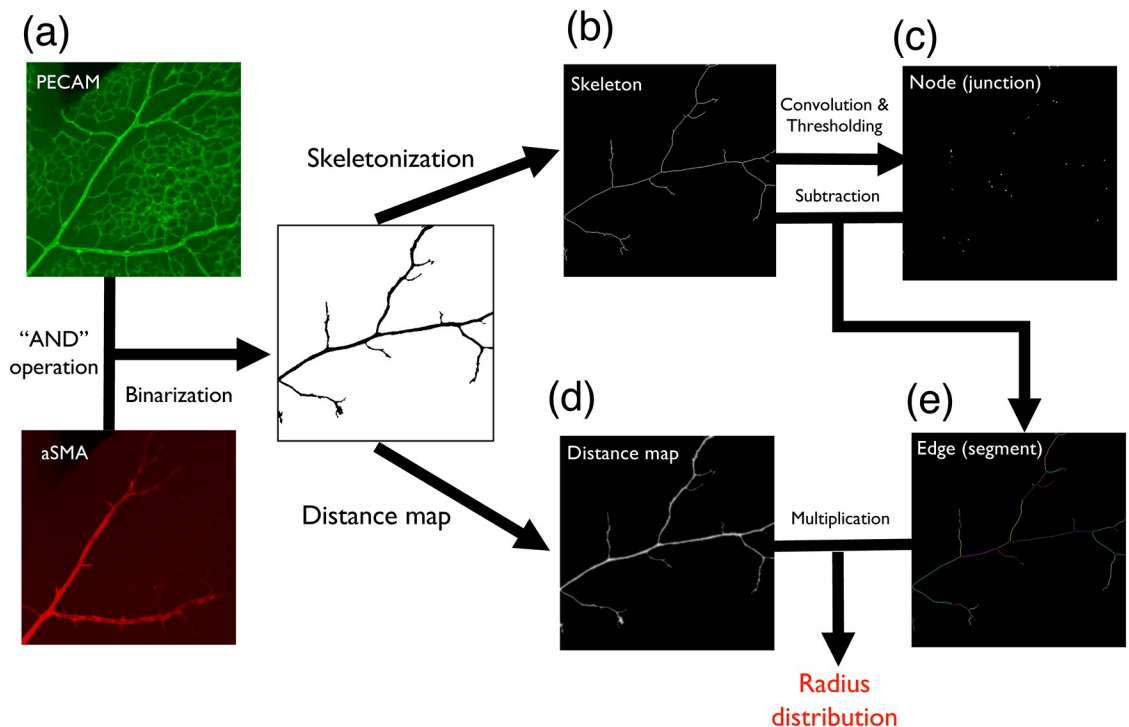 (a)
PECAM
“AND”
operation
Binarization
aSMA
Skeletonization
Distance map
(b)
Skeleton
Convolution &
Thresholding
Subtraction
(c)
Node (junction)
(d)
Distance map
Multiplication
(e)
Edge (segment)
Radius
distribution